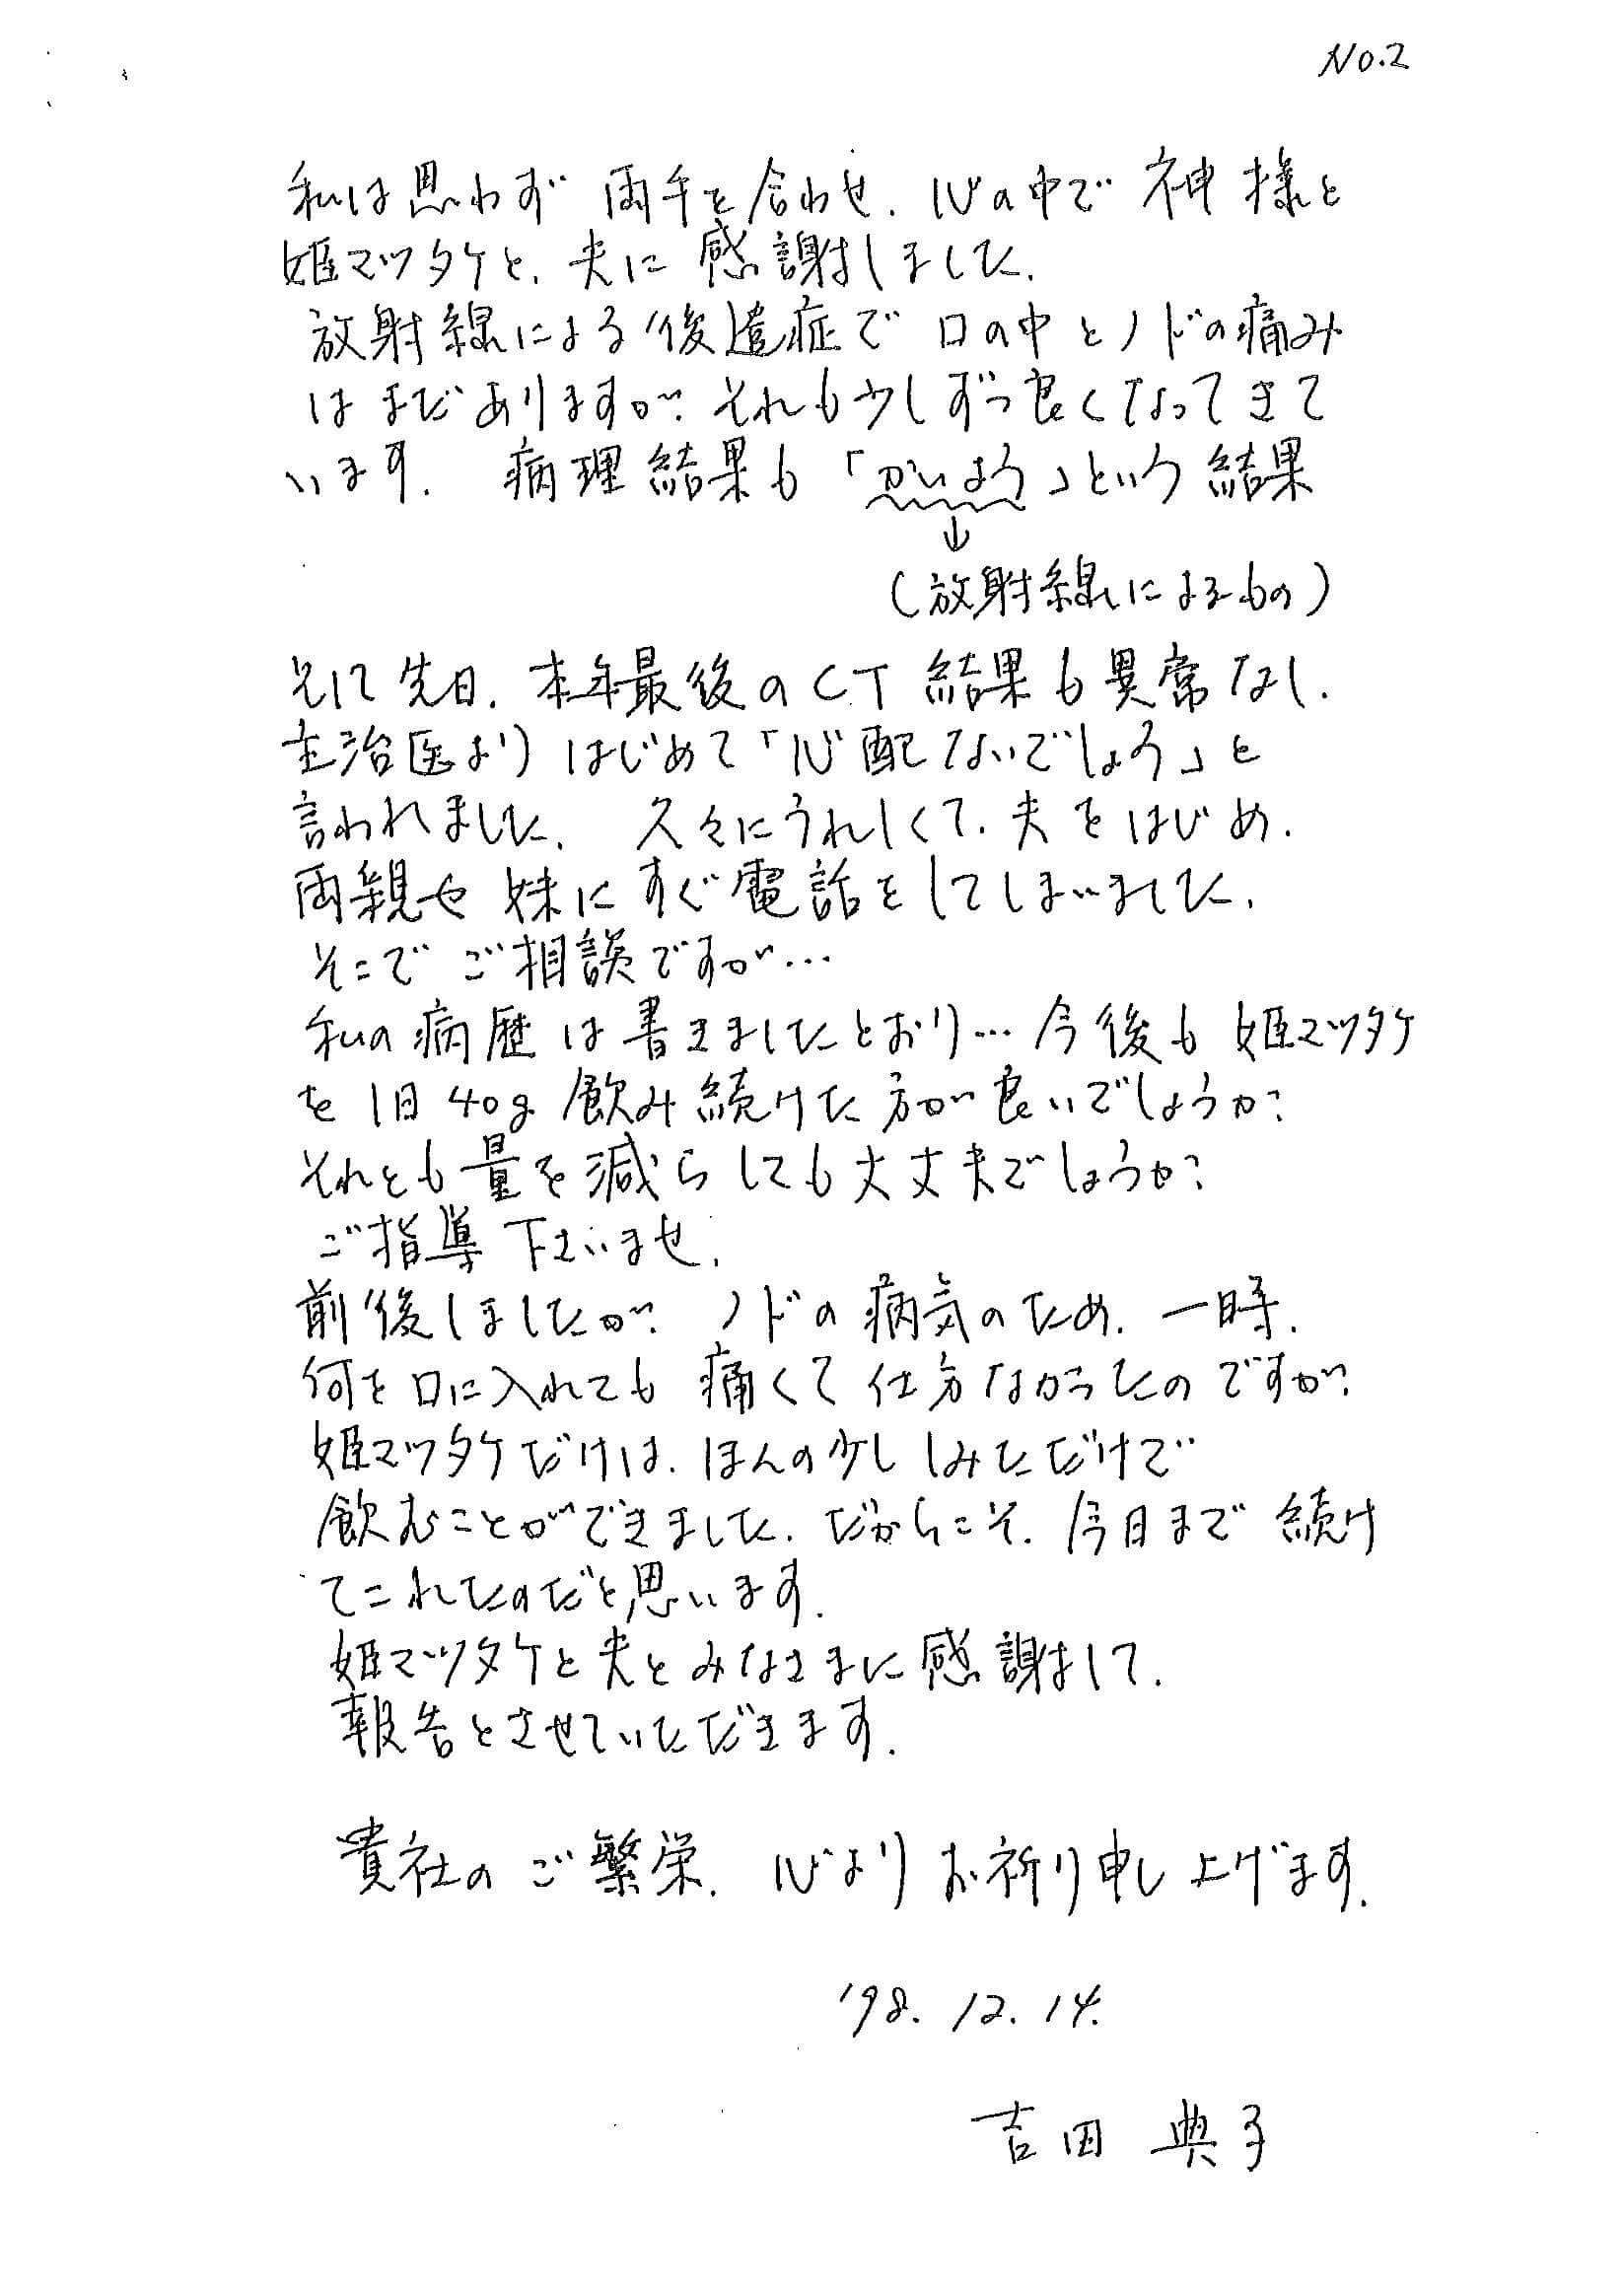 No.2
私は思わず両手を合わせ、心の中で神様と
姫マツタケと、夫に感謝しました。
放射線による後遺症で口の中とノドの痛み
はまだありますが、それも少しずつ良くなってきて
います。病理結果も「かいよう」という結果
↓
(放射線によるもの)
そして先日、本年最後のCT結果も異常なし。
主治医よりはじめて「心配ないでしょう」と
言われました。久々にうれしくて、夫をはじめ、
両親や妹にすぐ電話をしてしまいました。
そこでご相談ですが…
私の病歴は書きましたとおり…今後も姫マツタケ
を1日40g飲み続けた方が良いでしょうか?
それとも量を減らしても大丈夫でしょうか?
ご指導下さいませ。
前後しましたが、ノドの病気のため、一時、
何を口に入れても痛くて仕方なかったのですが、
姫マツタケだけは、ほんの少ししみただけで
飲むことができました。だからこそ、今日まで続け
てこれたのだと思います。
姫マツタケと夫とみなさまに感謝して、
報告とさせていただきます。
貴社のご繁栄、心よりお祈り申し上げます。
'98.12.14.
吉田典子